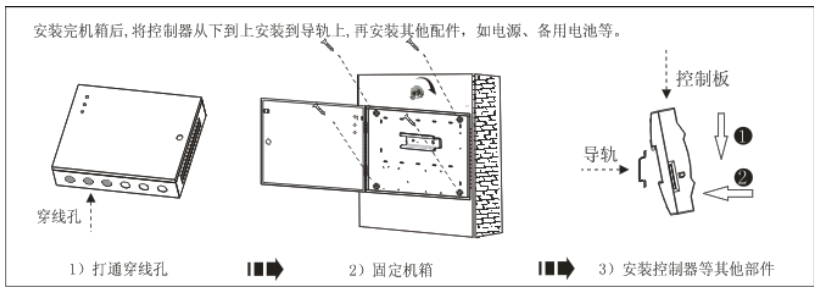 安装完机箱后,将控制器从下到上安装到导轨上,再安装其他配件，如电源、备用电池等。
控制板
导轨
❶
❷
穿线孔
1）打通穿线孔
2）固定机箱
3）安装控制器等其他部件